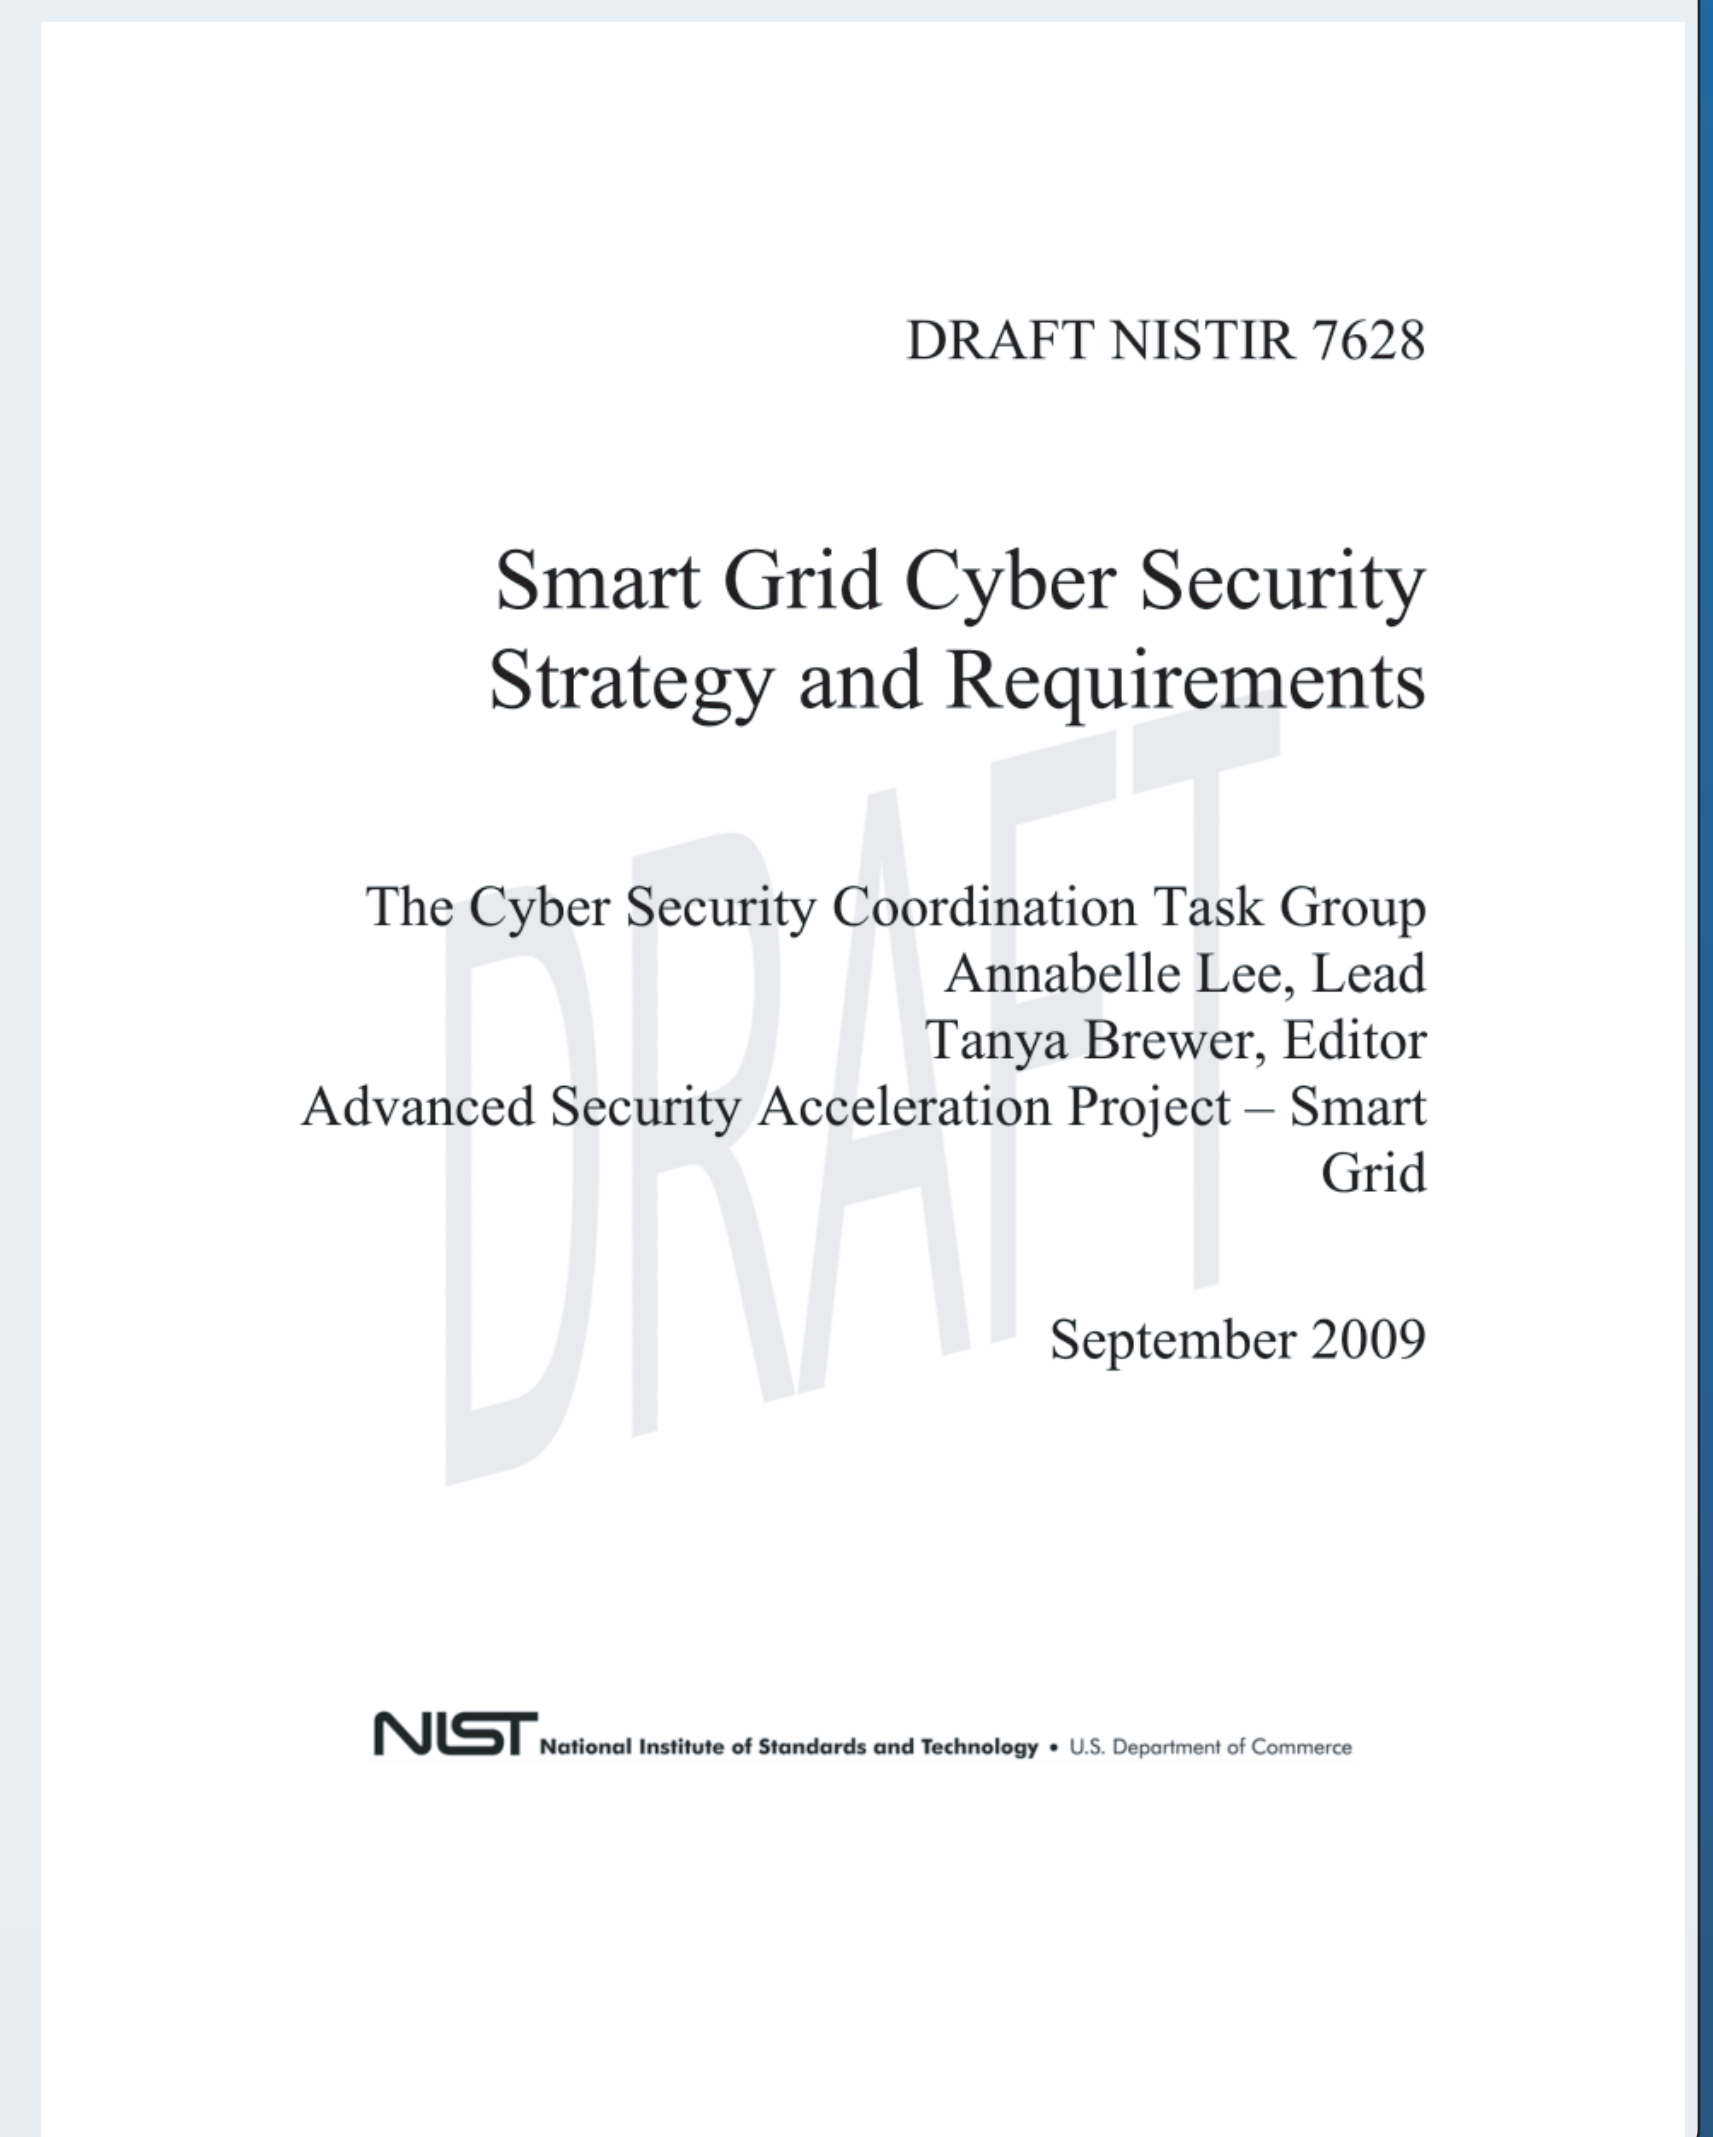 DRAFT NISTIR 7628
Smart Grid Cyber Security
Strategy and Requirements
DRAFT
The Cyber Security Coordination Task Group
Annabelle Lee, Lead
Tanya Brewer, Editor
Advanced Security Acceleration Project – Smart
Grid
September 2009
NIST National Institute of Standards and Technology • U.S. Department of Commerce